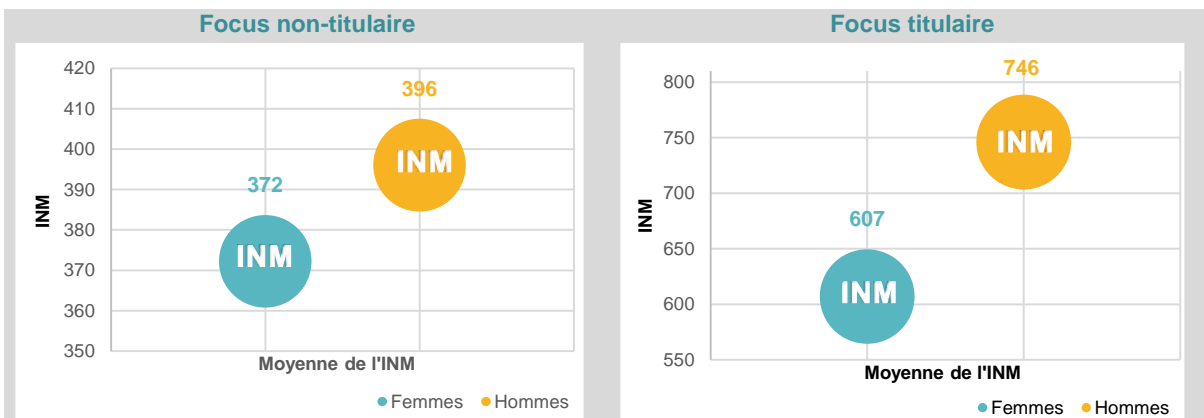 Focus non-titulaire
INM
420
410
400
390
380
370
360
350
372
INM
396
INM
Moyenne de l'INM
Femmes Hommes
Focus titulaire
INM
800
750
700
650
600
550
607
INM
746
INM
Moyenne de l'INM
Femmes Hommes